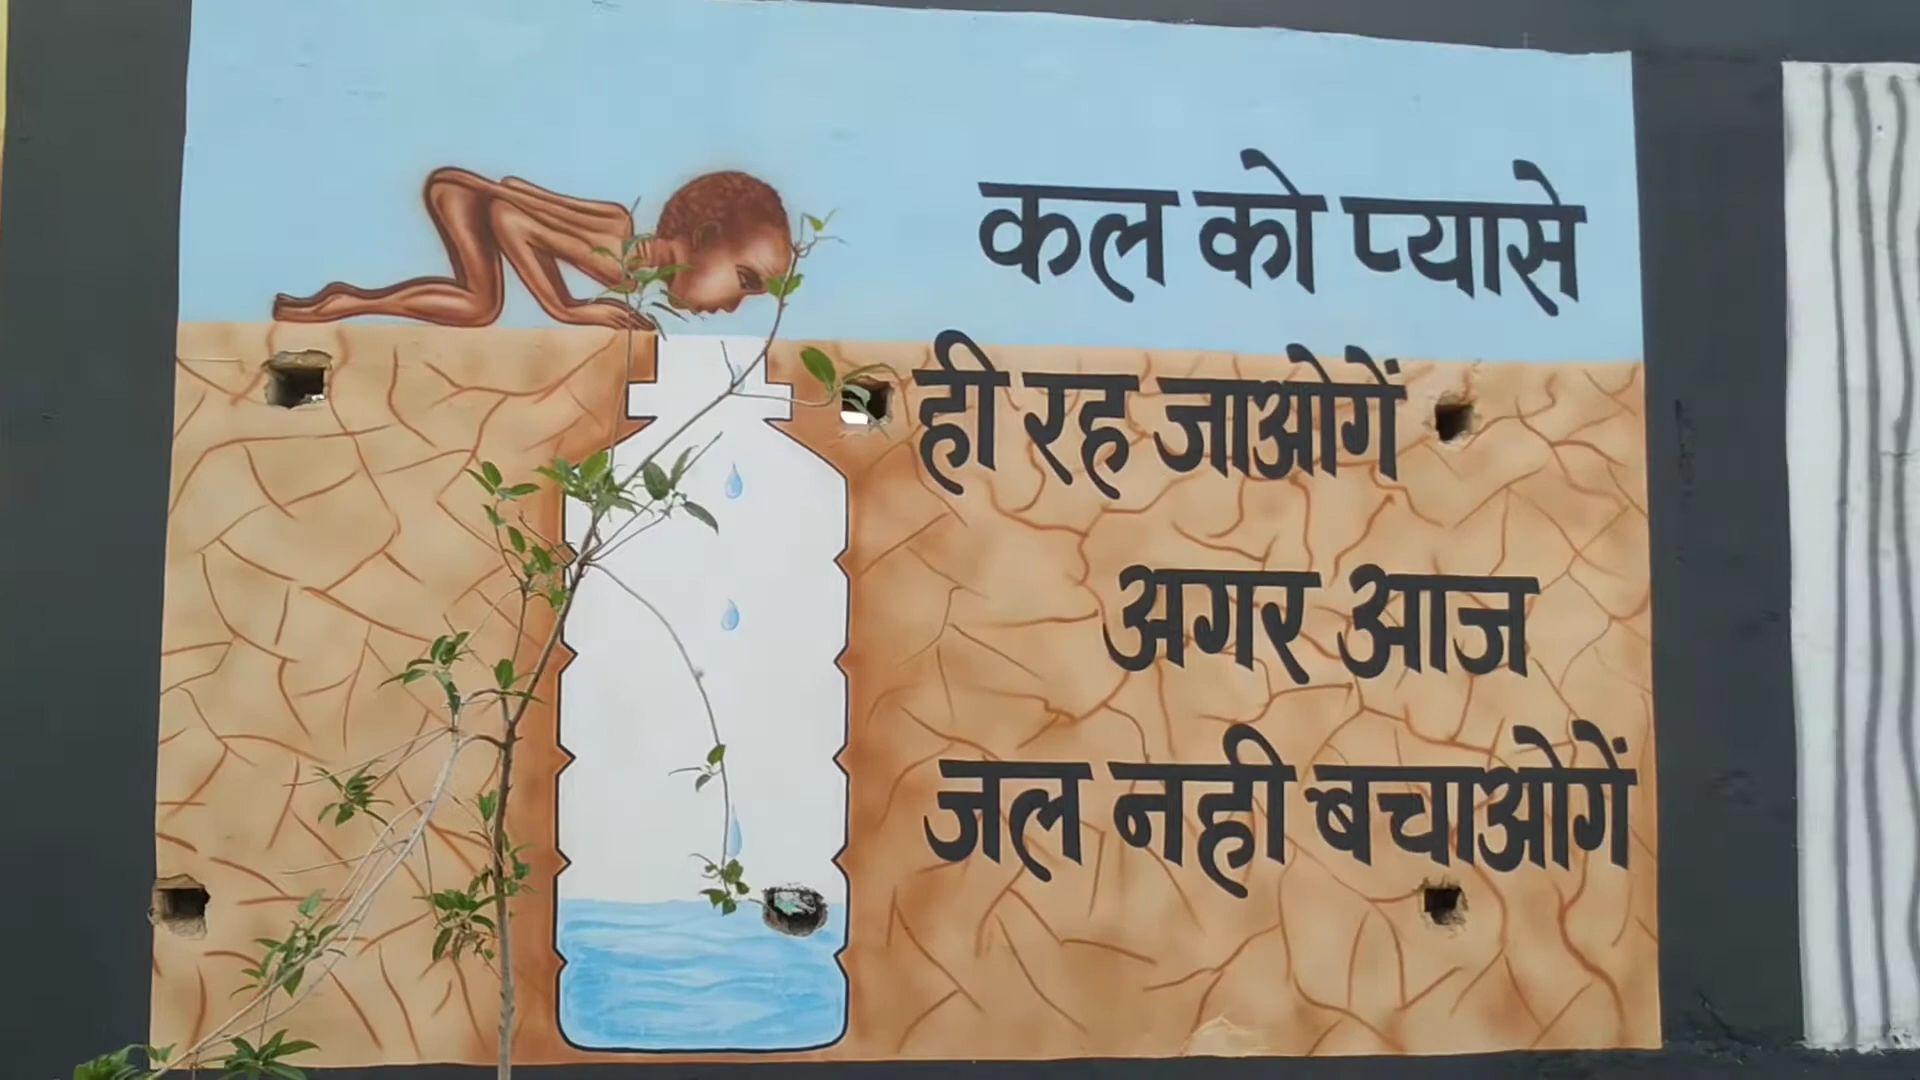 कल को प्यासे
ही रह जाओगें
अगर आज
जल नही बचाओगें